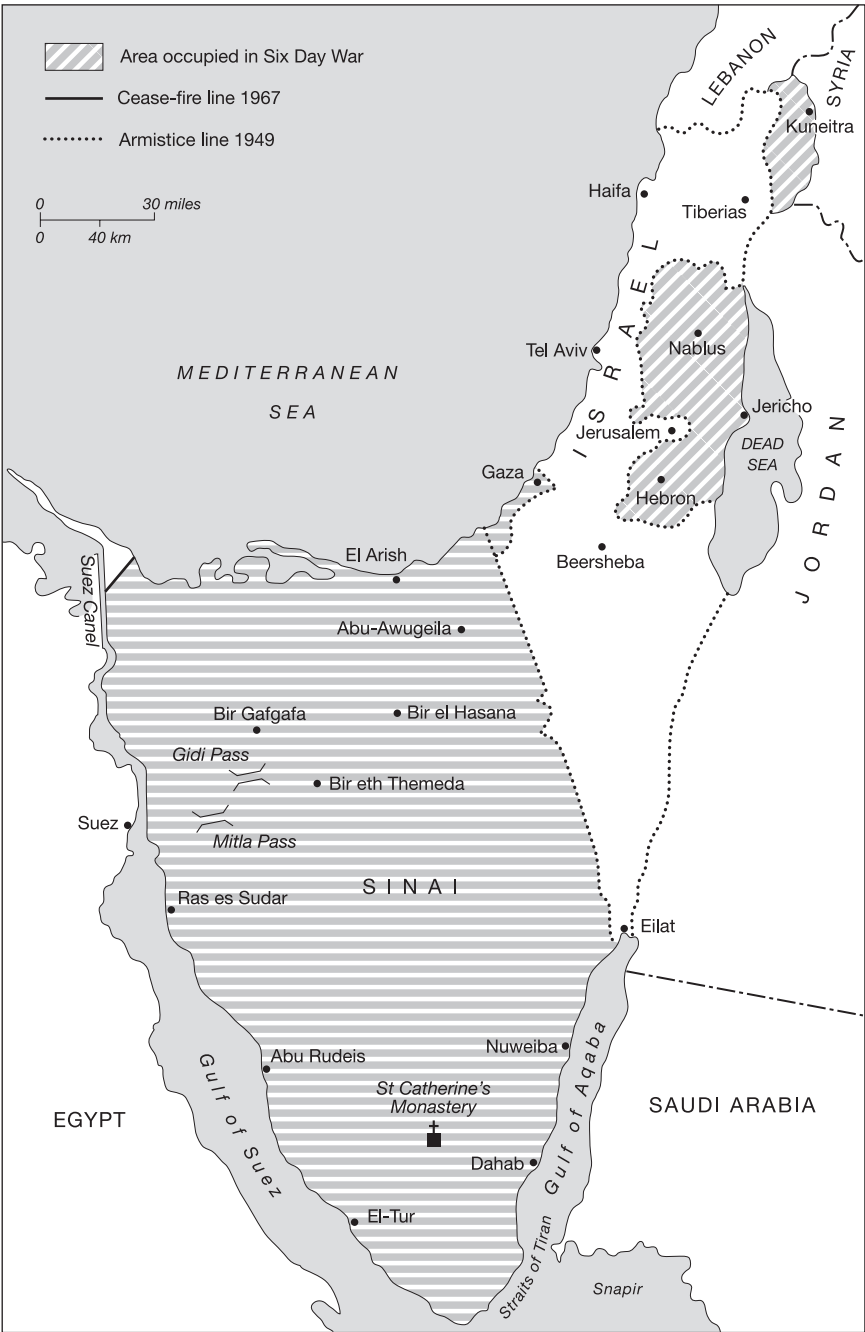 Area occupied in Six Day War
Cease-fire line 1967
Armistice line 1949
0 30 miles
0 40 km
LEBANON
SYRIA
Kuneitra
Haifa
Tiberias
ISRAEL
MEDITERRANEAN
SEA
Tel Aviv
Nablus
Jericho
Jerusalem
DEAD
SEA
JORDAN
Gaza
Hebron
El Arish
Beersheba
Suez Canel
Abu-Awugeila
Bir Gafgafa
Bir el Hasana
Gidi Pass
Bir eth Themeda
Suez
Mitla Pass
SINAI
Ras es Sudar
Eilat
Nuweiba
Abu Rudeis
Gulf of Suez
St Catherine's
Monastery
Gulf of Aqaba
EGYPT
SAUDI ARABIA
Dahab
El-Tur
Straits of Tiran
Snapir